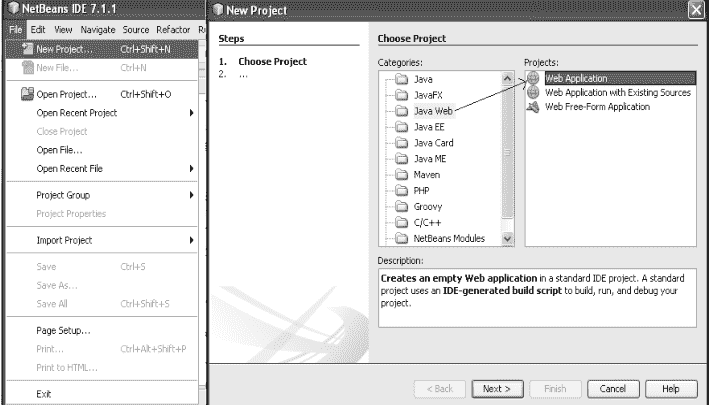 NetBeans IDE 7.1.1
File Edit View Navigate Source Refactor
New Project... Ctrl+Shift+N
New File... Ctrl+N
Open Project... Ctrl+Shift+O
Open Recent Project
Close Project
Open File...
Open Recent File
Project Group
Project Properties
Import Project
Save Ctrl+S
Save As...
Save All Ctrl+Shift+S
Page Setup...
Print... Ctrl+Alt+Shift+P
Print to HTML...
Exit
New Project
Steps
1. Choose Project
2. ...
Choose Project
Categories:
Java
JavaFX
Java Web
Java EE
Java Card
Java ME
Maven
PHP
Groovy
C/C++
NetBeans Modules
Projects:
Web Application
Web Application with Existing Sources
Web Free-Form Application
Description:
Creates an empty Web application in a standard IDE project. A standard
project uses an IDE-generated build script to build, run, and debug your
project.
< Back Next > Finish Cancel Help